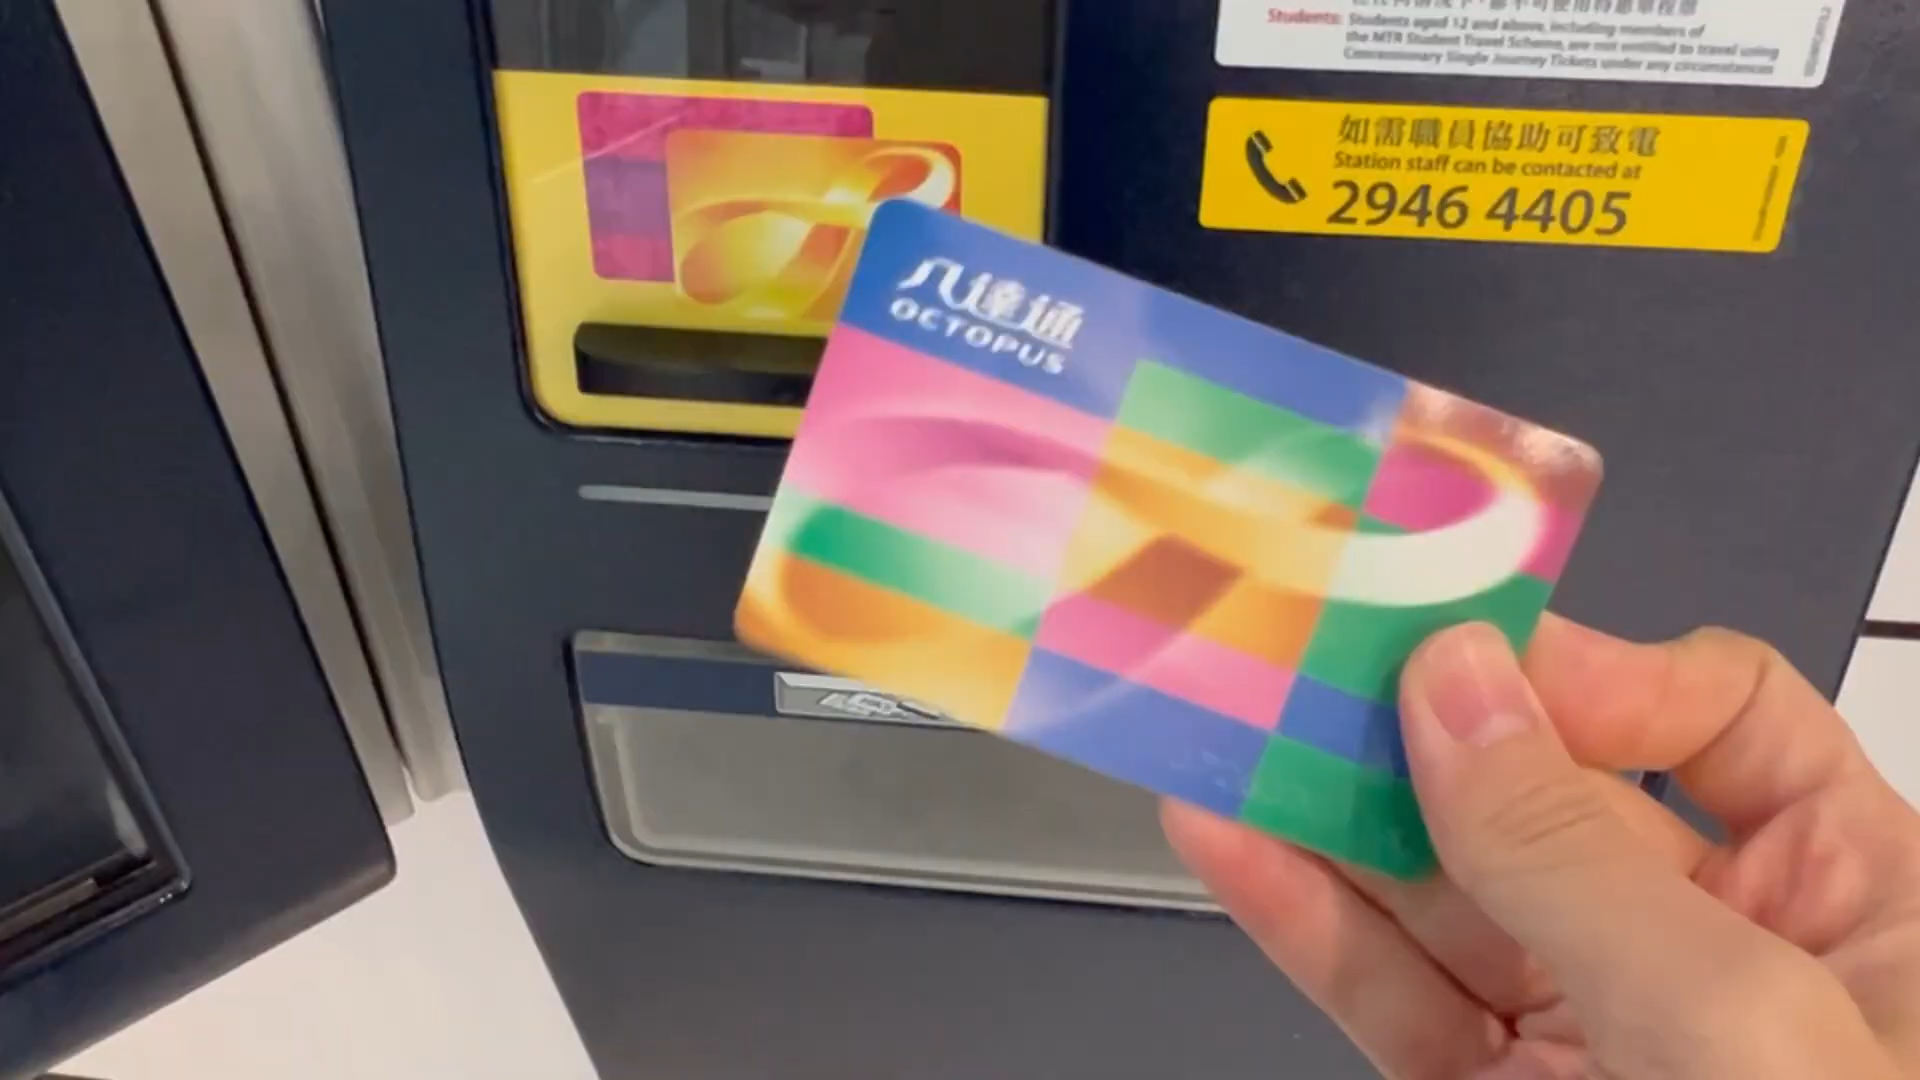 Students: Students aged 12 and above, including members of
the MTR Student Travel Scheme, are not entitled to travel using
Concessionary Single Journey Tickets under any circumstances
如需職員協助可致電
Station staff can be contacted at
2946 4405
八達通
OCTOPUS